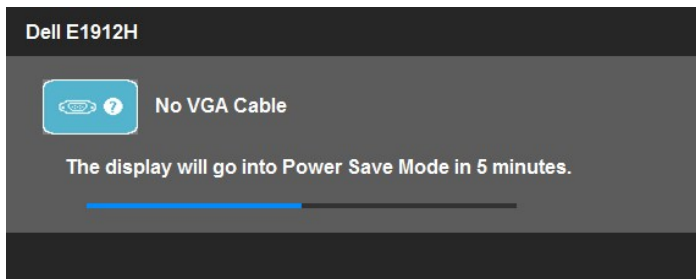 Dell E1912H
No VGA Cable
The display will go into Power Save Mode in 5 minutes.